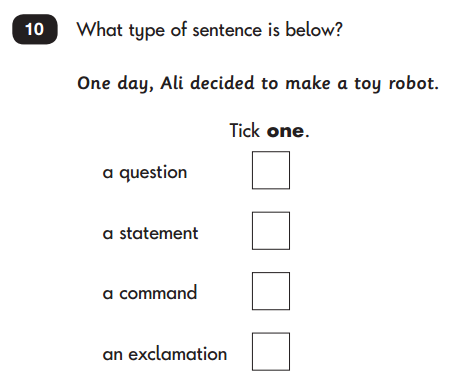 10 What type of sentence is below?
One day, Ali decided to make a toy robot.
Tick one.
a question
a statement
a command
an exclamation